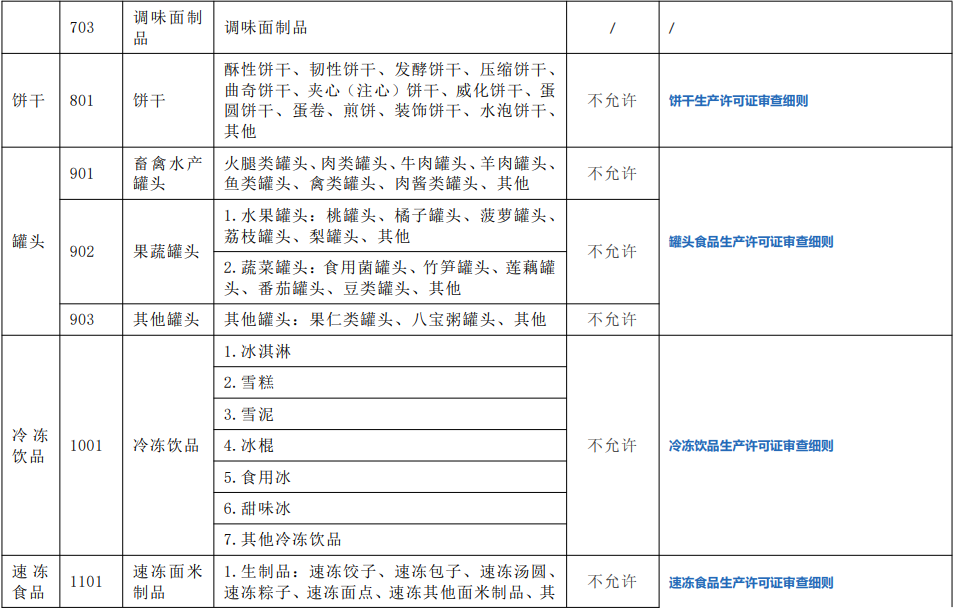 703
调味面制
品
调味面制品
/
/
饼干
801
饼干
酥性饼干、韧性饼干、发酵饼干、压缩饼干、
曲奇饼干、夹心（注心）饼干、威化饼干、蛋
圆饼干、蛋卷、煎饼、装饰饼干、水泡饼干、
其他
不允许
饼干生产许可证审查细则
罐头
901
畜禽水产
罐头
火腿类罐头、肉类罐头、牛肉罐头、羊肉罐头、
鱼类罐头、禽类罐头、肉酱类罐头、其他
不允许
罐头食品生产许可证审查细则
902
果蔬罐头
1.水果罐头：桃罐头、橘子罐头、菠萝罐头、
荔枝罐头、梨罐头、其他
2.蔬菜罐头：食用菌罐头、竹笋罐头、莲藕罐
头、番茄罐头、豆类罐头、其他
不允许
903
其他罐头
其他罐头：果仁类罐头、八宝粥罐头、其他
不允许
冷冻
饮品
1001
冷冻饮品
1.冰淇淋
2.雪糕
3.雪泥
4.冰棍
5.食用冰
6.甜味冰
7.其他冷冻饮品
不允许
冷冻饮品生产许可证审查细则
速冻
食品
1101
速冻面米
制品
1.生制品：速冻饺子、速冻包子、速冻汤圆、
速冻粽子、速冻面点、速冻其他面米制品、其
不允许
速冻食品生产许可证审查细则